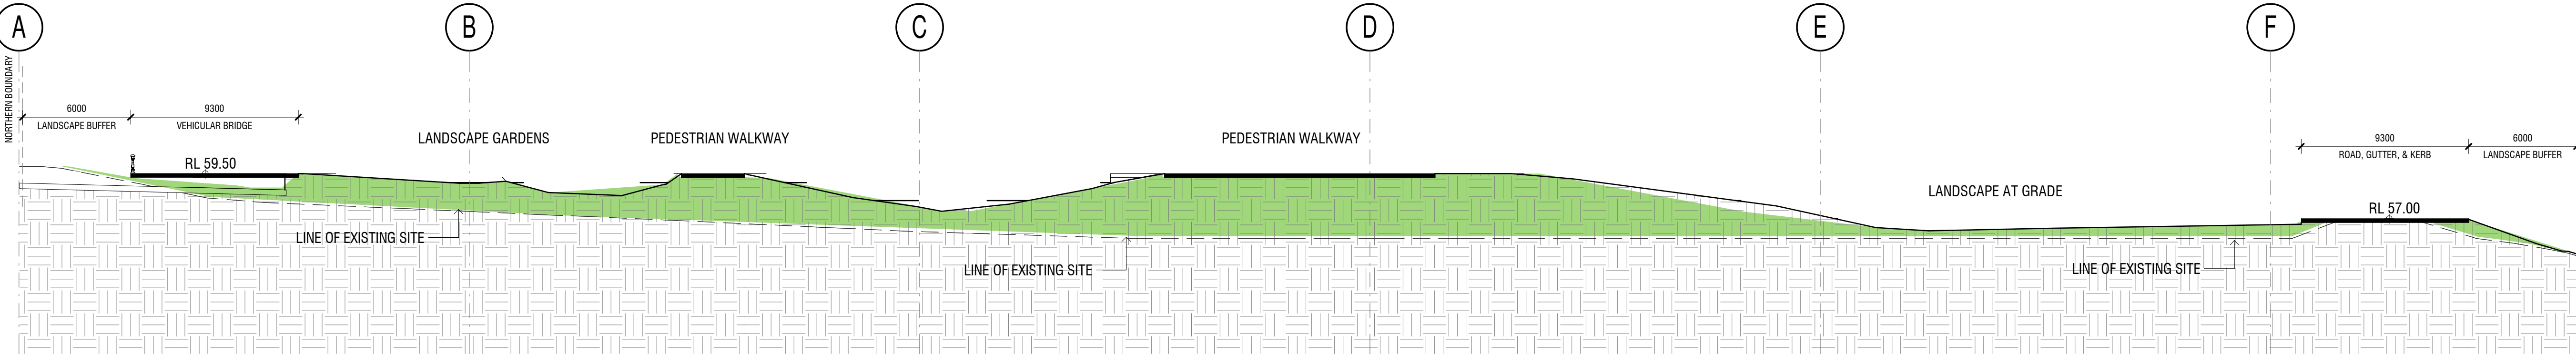 A
B
C
D
E
F
NORTHERN BOUNDARY
6000
9300
LANDSCAPE BUFFER
VEHICULAR BRIDGE
LANDSCAPE GARDENS
PEDESTRIAN WALKWAY
PEDESTRIAN WALKWAY
9300
6000
ROAD, GUTTER, & KERB
LANDSCAPE BUFFER
RL 59.50
LANDSCAPE AT GRADE
RL 57.00
LINE OF EXISTING SITE
LINE OF EXISTING SITE
LINE OF EXISTING SITE